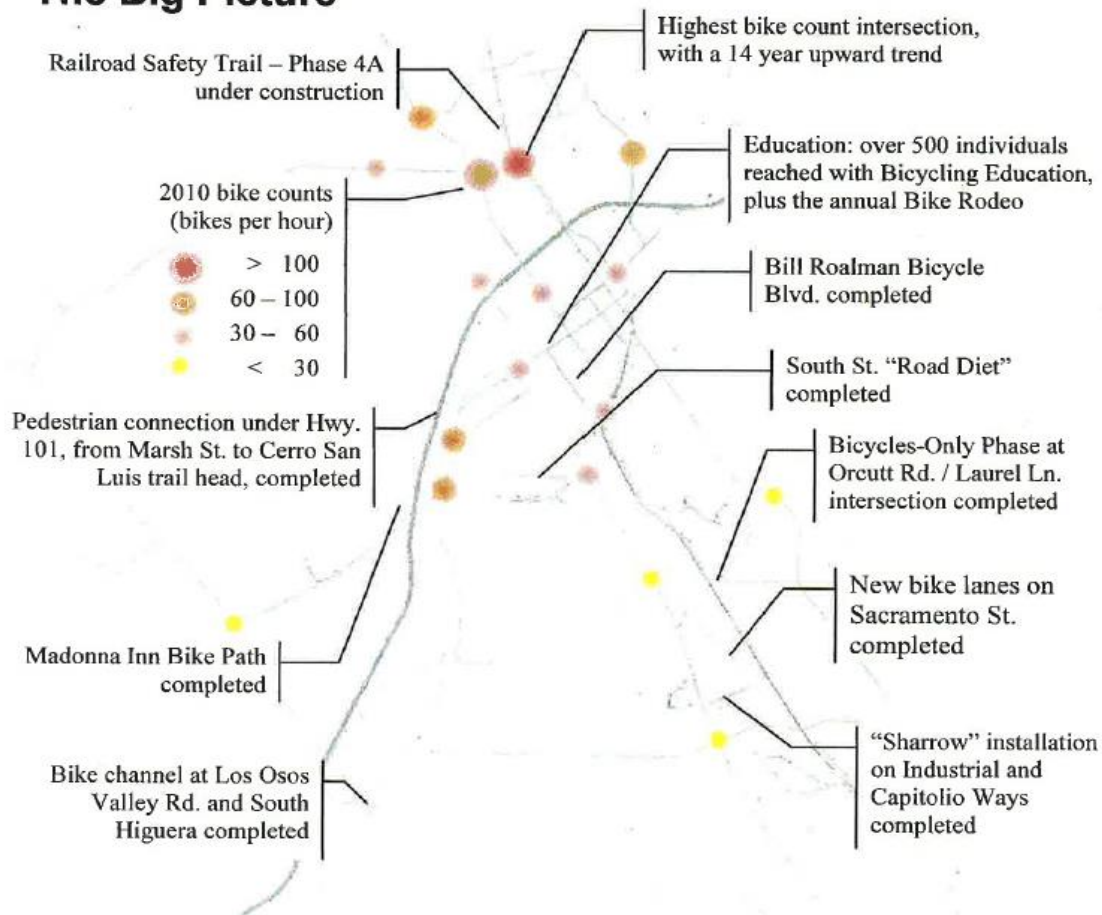 The Big Picture
Highest bike count intersection,
with a 14 year upward trend
Railroad Safety Trail – Phase 4A
under construction
Education: over 500 individuals
reached with Bicycling Education,
plus the annual Bike Rodeo
2010 bike counts
(bikes per hour)
> 100
60 – 100
30 – 60
< 30
Bill Roalman Bicycle
Blvd. completed
South St. “Road Diet”
completed
Pedestrian connection under Hwy.
101, from Marsh St. to Cerro San
Luis trail head, completed
Bicycles-Only Phase at
Orcutt Rd. / Laurel Ln.
intersection completed
New bike lanes on
Sacramento St.
completed
Madonna Inn Bike Path
completed
“Sharrow” installation
on Industrial and
Capitolio Ways
completed
Bike channel at Los Osos
Valley Rd. and South
Higuera completed